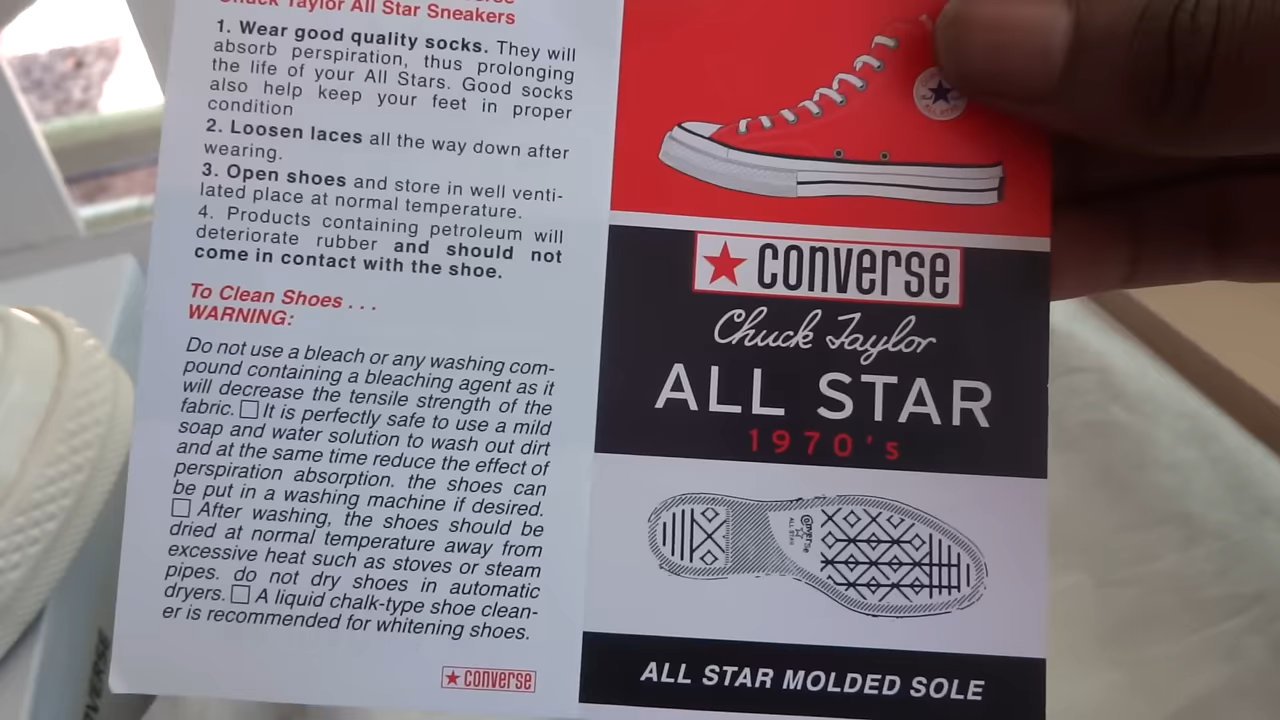 Chuck Taylor All Star Sneakers
1. Wear good quality socks. They will
absorb perspiration, thus prolonging
the life of your All Stars. Good socks
also help keep your feet in proper
condition
2. Loosen laces all the way down after
wearing.
3. Open shoes and store in well venti-
lated place at normal temperature.
4. Products containing petroleum will
deteriorate rubber and should not
come in contact with the shoe.
To Clean Shoes . . .
WARNING:
Do not use a bleach or any washing com-
pound containing a bleaching agent as it
will decrease the tensile strength of the
fabric. □ It is perfectly safe to use a mild
soap and water solution to wash out dirt
and at the same time reduce the effect of
perspiration absorption. the shoes can
be put in a washing machine if desired.
□ After washing, the shoes should be
dried at normal temperature away from
excessive heat such as stoves or steam
pipes. do not dry shoes in automatic
dryers. □ A liquid chalk-type shoe clean-
er is recommended for whitening shoes.
CONVERSE
CONVERSE
Chuck Taylor
ALL STAR
1970's
CONVERSE
ALL STAR
ALL STAR MOLDED SOLE